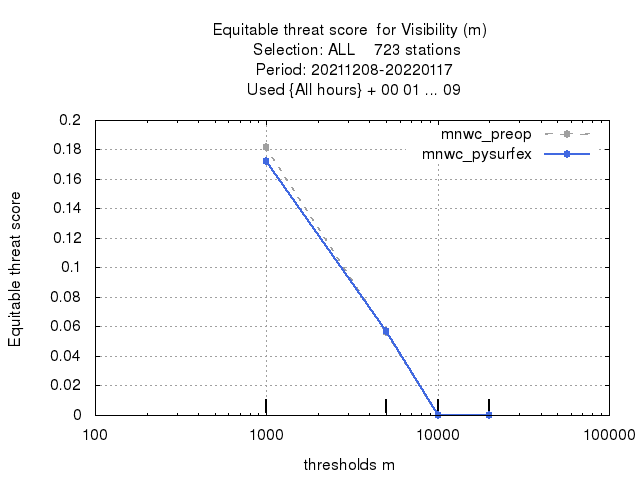 Equitable threat score  for Visibility (m)
Selection: ALL    723 stations
Period: 20211208-20220117
Used {All hours} + 00 01 ... 09
mnwc_preop
mnwc_pysurfex
0.2
0.18
0.16
0.14
0.12
0.1
0.08
0.06
0.04
0.02
0
Equitable threat score
100
1000
10000
100000
thresholds m